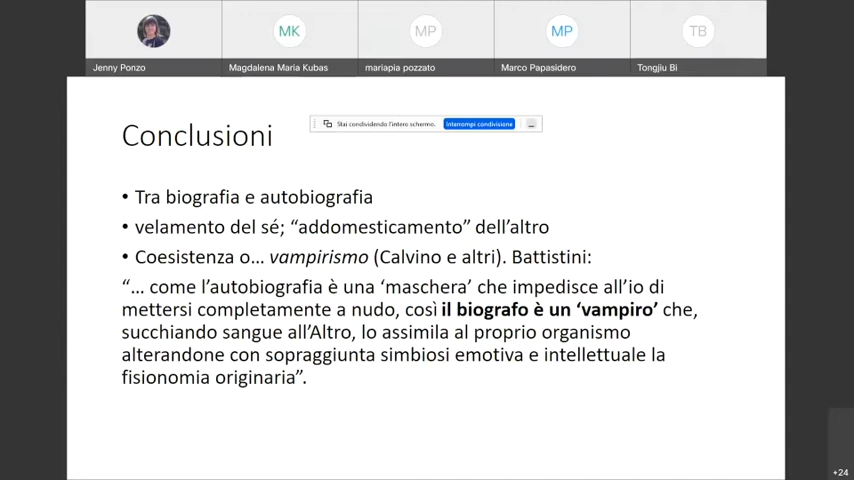 MK
MP
MP
TB
Jenny Ponzo
Magdalena Maria Kubas
mariapia pozzato
Marco Papasidero
Tongjiu Bi
Stai condividendo l'intero schermo.
Interrompi condivisione
Conclusioni
• Tra biografia e autobiografia
• velamento del sé; “addomesticamento” dell’altro
• Coesistenza o… vampirismo (Calvino e altri). Battistini:
“… come l’autobiografia è una ‘maschera’ che impedisce all’io di
mettersi completamente a nudo, così il biografo è un ‘vampiro’ che,
succhiando sangue all’Altro, lo assimila al proprio organismo
alterandone con sopraggiunta simbiosi emotiva e intellettuale la
fisionomia originaria”.
+24